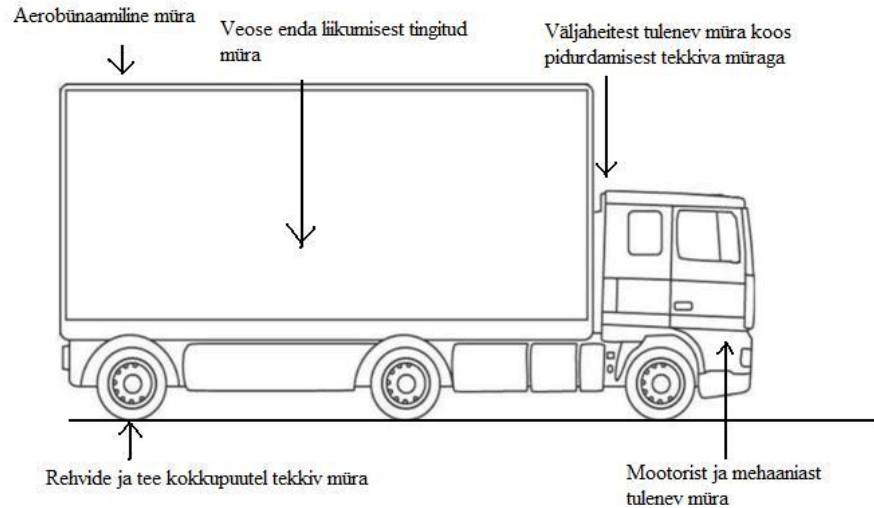 Aerobünaamiline müra
Veose enda liikumisest tingitud
müra
Väljaheitest tulenev müra koos
pidurdamisest tekkiva müraga
Rehvide ja tee kokkupuutel tekkiv müra
Mootorist ja mehaaniast
tulenev müra